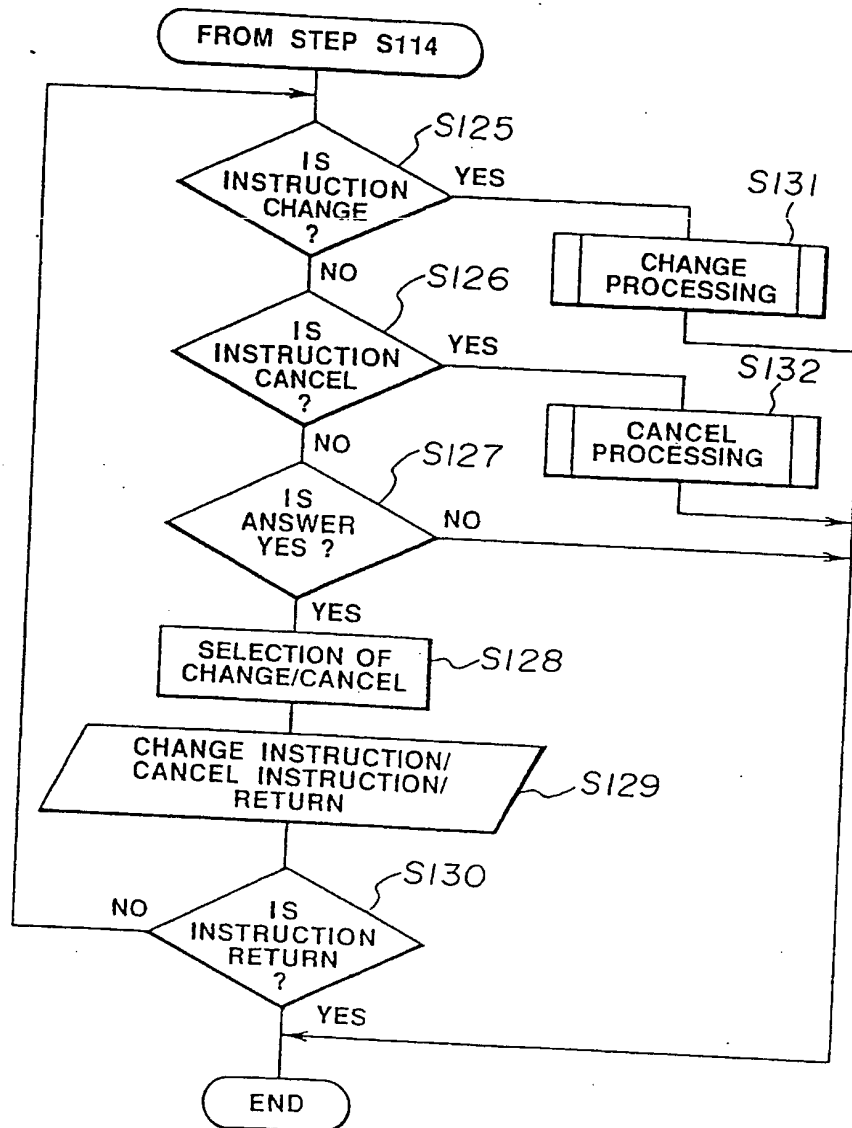 FROM STEP S114
S125
IS
INSTRUCTION
CHANGE
?
YES
NO
S131
CHANGE
PROCESSING
S126
IS
INSTRUCTION
CANCEL
?
YES
NO
S132
CANCEL
PROCESSING
S127
IS
ANSWER
YES ?
NO
YES
SELECTION OF
CHANGE/CANCEL
S128
CHANGE INSTRUCTION/
CANCEL INSTRUCTION/
RETURN
S129
S130
IS
INSTRUCTION
RETURN
?
NO
YES
END